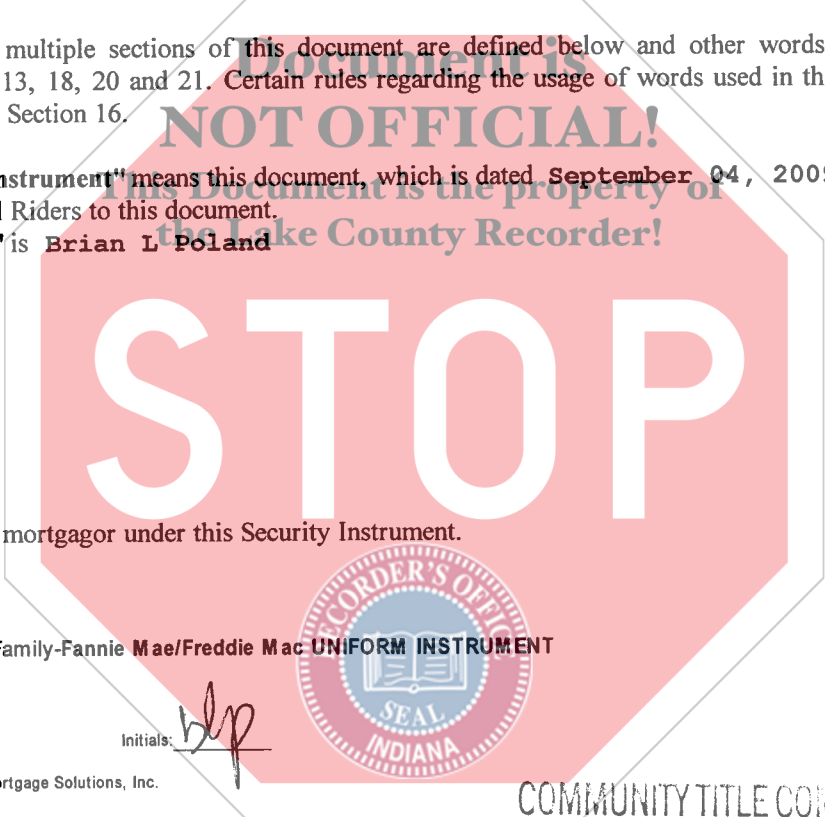 multiple sections of this document are defined below and other words
13, 18, 20 and 21. Certain rules regarding the usage of words used in th
Section 16.
Document is
NOT OFFICIAL!
This Document is the property of
the Lake County Recorder!
nstrument" means this document, which is dated September 04, 2009
Riders to this document.
" is Brian L Poland
STOP
mortgagor under this Security Instrument.
RECORDER'S OFFICE
SEAL
INDIANA
Family-Fannie Mae/Freddie Mac UNIFORM INSTRUMENT
Initials: blp
ortgage Solutions, Inc.
COMMUNITY TITLE COM